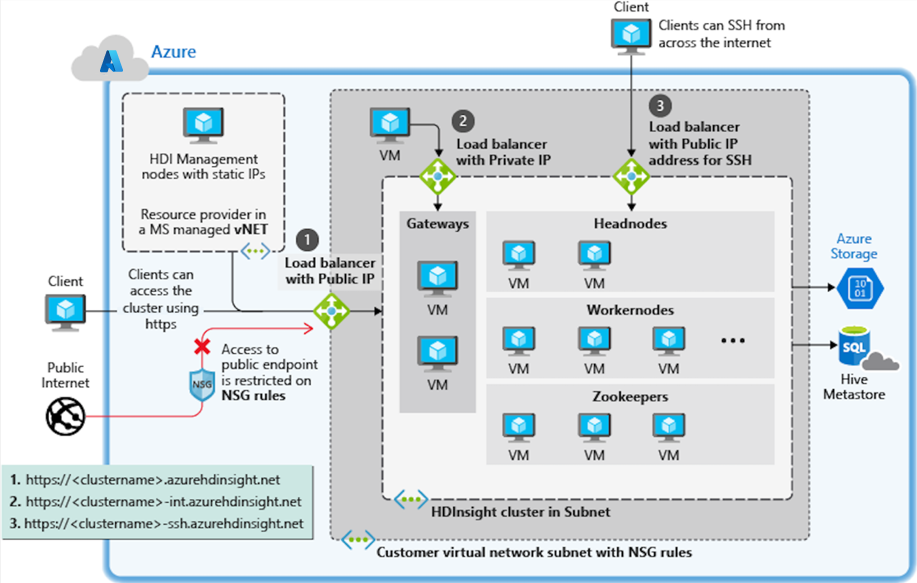 Client
Clients can SSH from
across the internet
Azure
HDI Management
nodes with static IPs
Resource provider in
a MS managed vNET
VM
2
Load balancer
with Private IP
3
Load balancer
with Public IP
address for SSH
1
Load balancer
with Public IP
Gateways
VM
VM
Headnodes
VM
VM
Workernodes
VM
VM
VM
Zookeepers
VM
VM
VM
Azure
Storage
10
01
SQL
Hive
Metastore
Client
Clients can
access the
cluster using
https
Public
Internet
NSG
Access to
public endpoint
is restricted on
NSG rules
1. https://<clustername>.azurehdinsight.net
2. https://<clustername>-int.azurehdinsight.net
3. https://<clustername>-ssh.azurehdinsight.net
HDInsight cluster in Subnet
Customer virtual network subnet with NSG rules